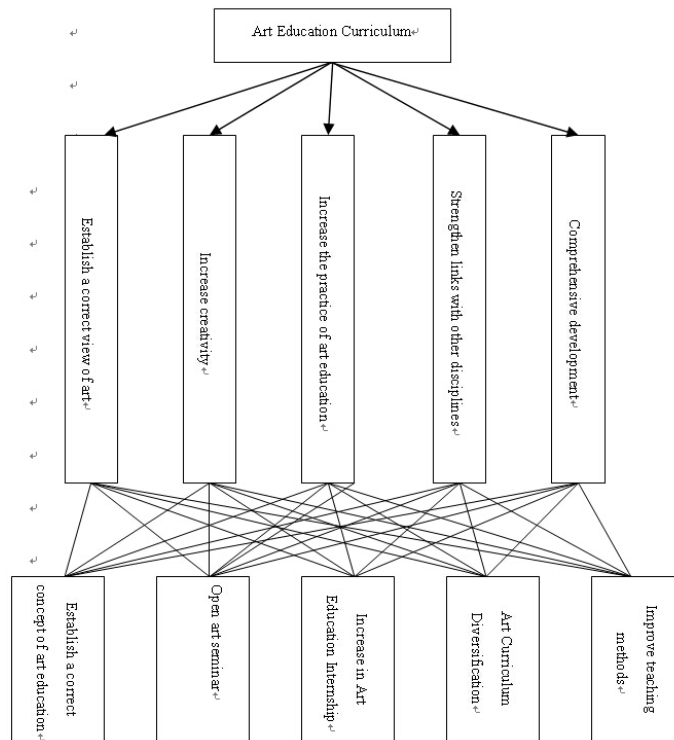 Art Education Curriculum
Establish a correct view of art
Increase creativity
Increase the practice of art education
Strengthen links with other disciplines
Comprehensive development
Establish a correct
concept of art education
Open art seminar
Increase in Art
Education Internship
Art Curriculum
Diversification
Improve teaching
methods